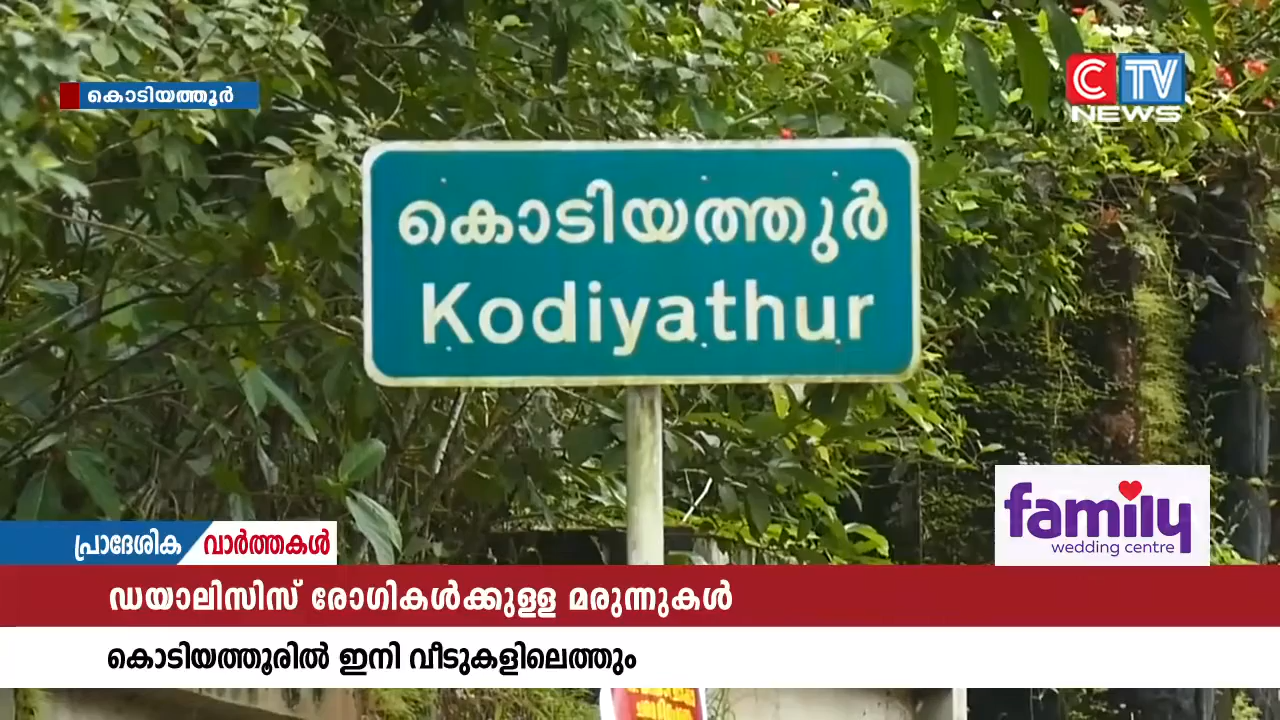 കൊടിയത്തൂർ
CTV
NEWS
കൊടിയത്തൂർ
Kodiyathur
family
wedding centre
പ്രാദേശിക വാർത്തകൾ
ഡയാലിസിസ് രോഗികൾക്കുള്ള മരുന്നുകൾ
കൊടിയത്തൂരിൽ ഇനി വീടുകളിലെത്തും